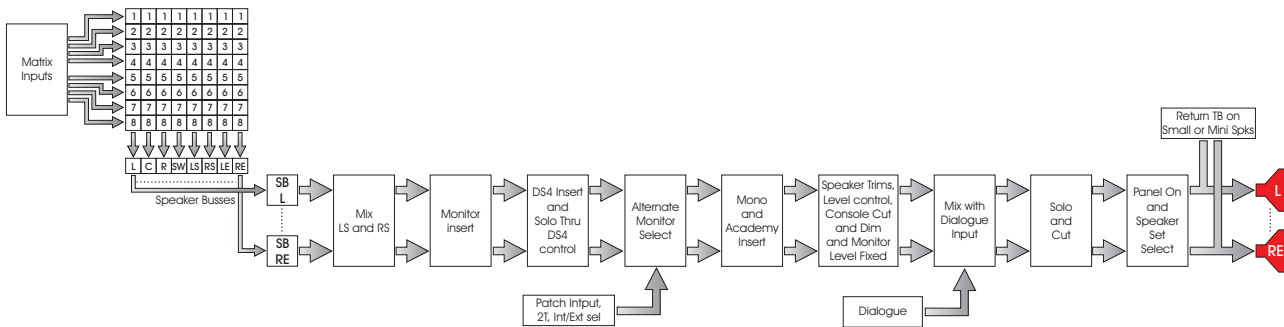 Matrix
Inputs
1 1 1 1 1 1 1 1
2 2 2 2 2 2 2 2
3 3 3 3 3 3 3 3
4 4 4 4 4 4 4 4
5 5 5 5 5 5 5 5
6 6 6 6 6 6 6 6
7 7 7 7 7 7 7 7
8 8 8 8 8 8 8 8
L C R SW LS RS LE RE
Speaker Busses
SB
L
SB
RE
Mix
LS and RS
Monitor
insert
DS4 Insert
and
Solo Thru
DS4
control
Alternate
Monitor
Select
Patch Intput,
2T, Int/Ext sel
Mono
and
Academy
Insert
Speaker Trims,
Level control,
Console Cut
and Dim
and Monitor
Level Fixed
Mix with
Dialogue
Input
Dialogue
Solo
and
Cut
Panel On
and
Speaker
Set
Select
Return TB on
Small or Mini Spks
L
RE